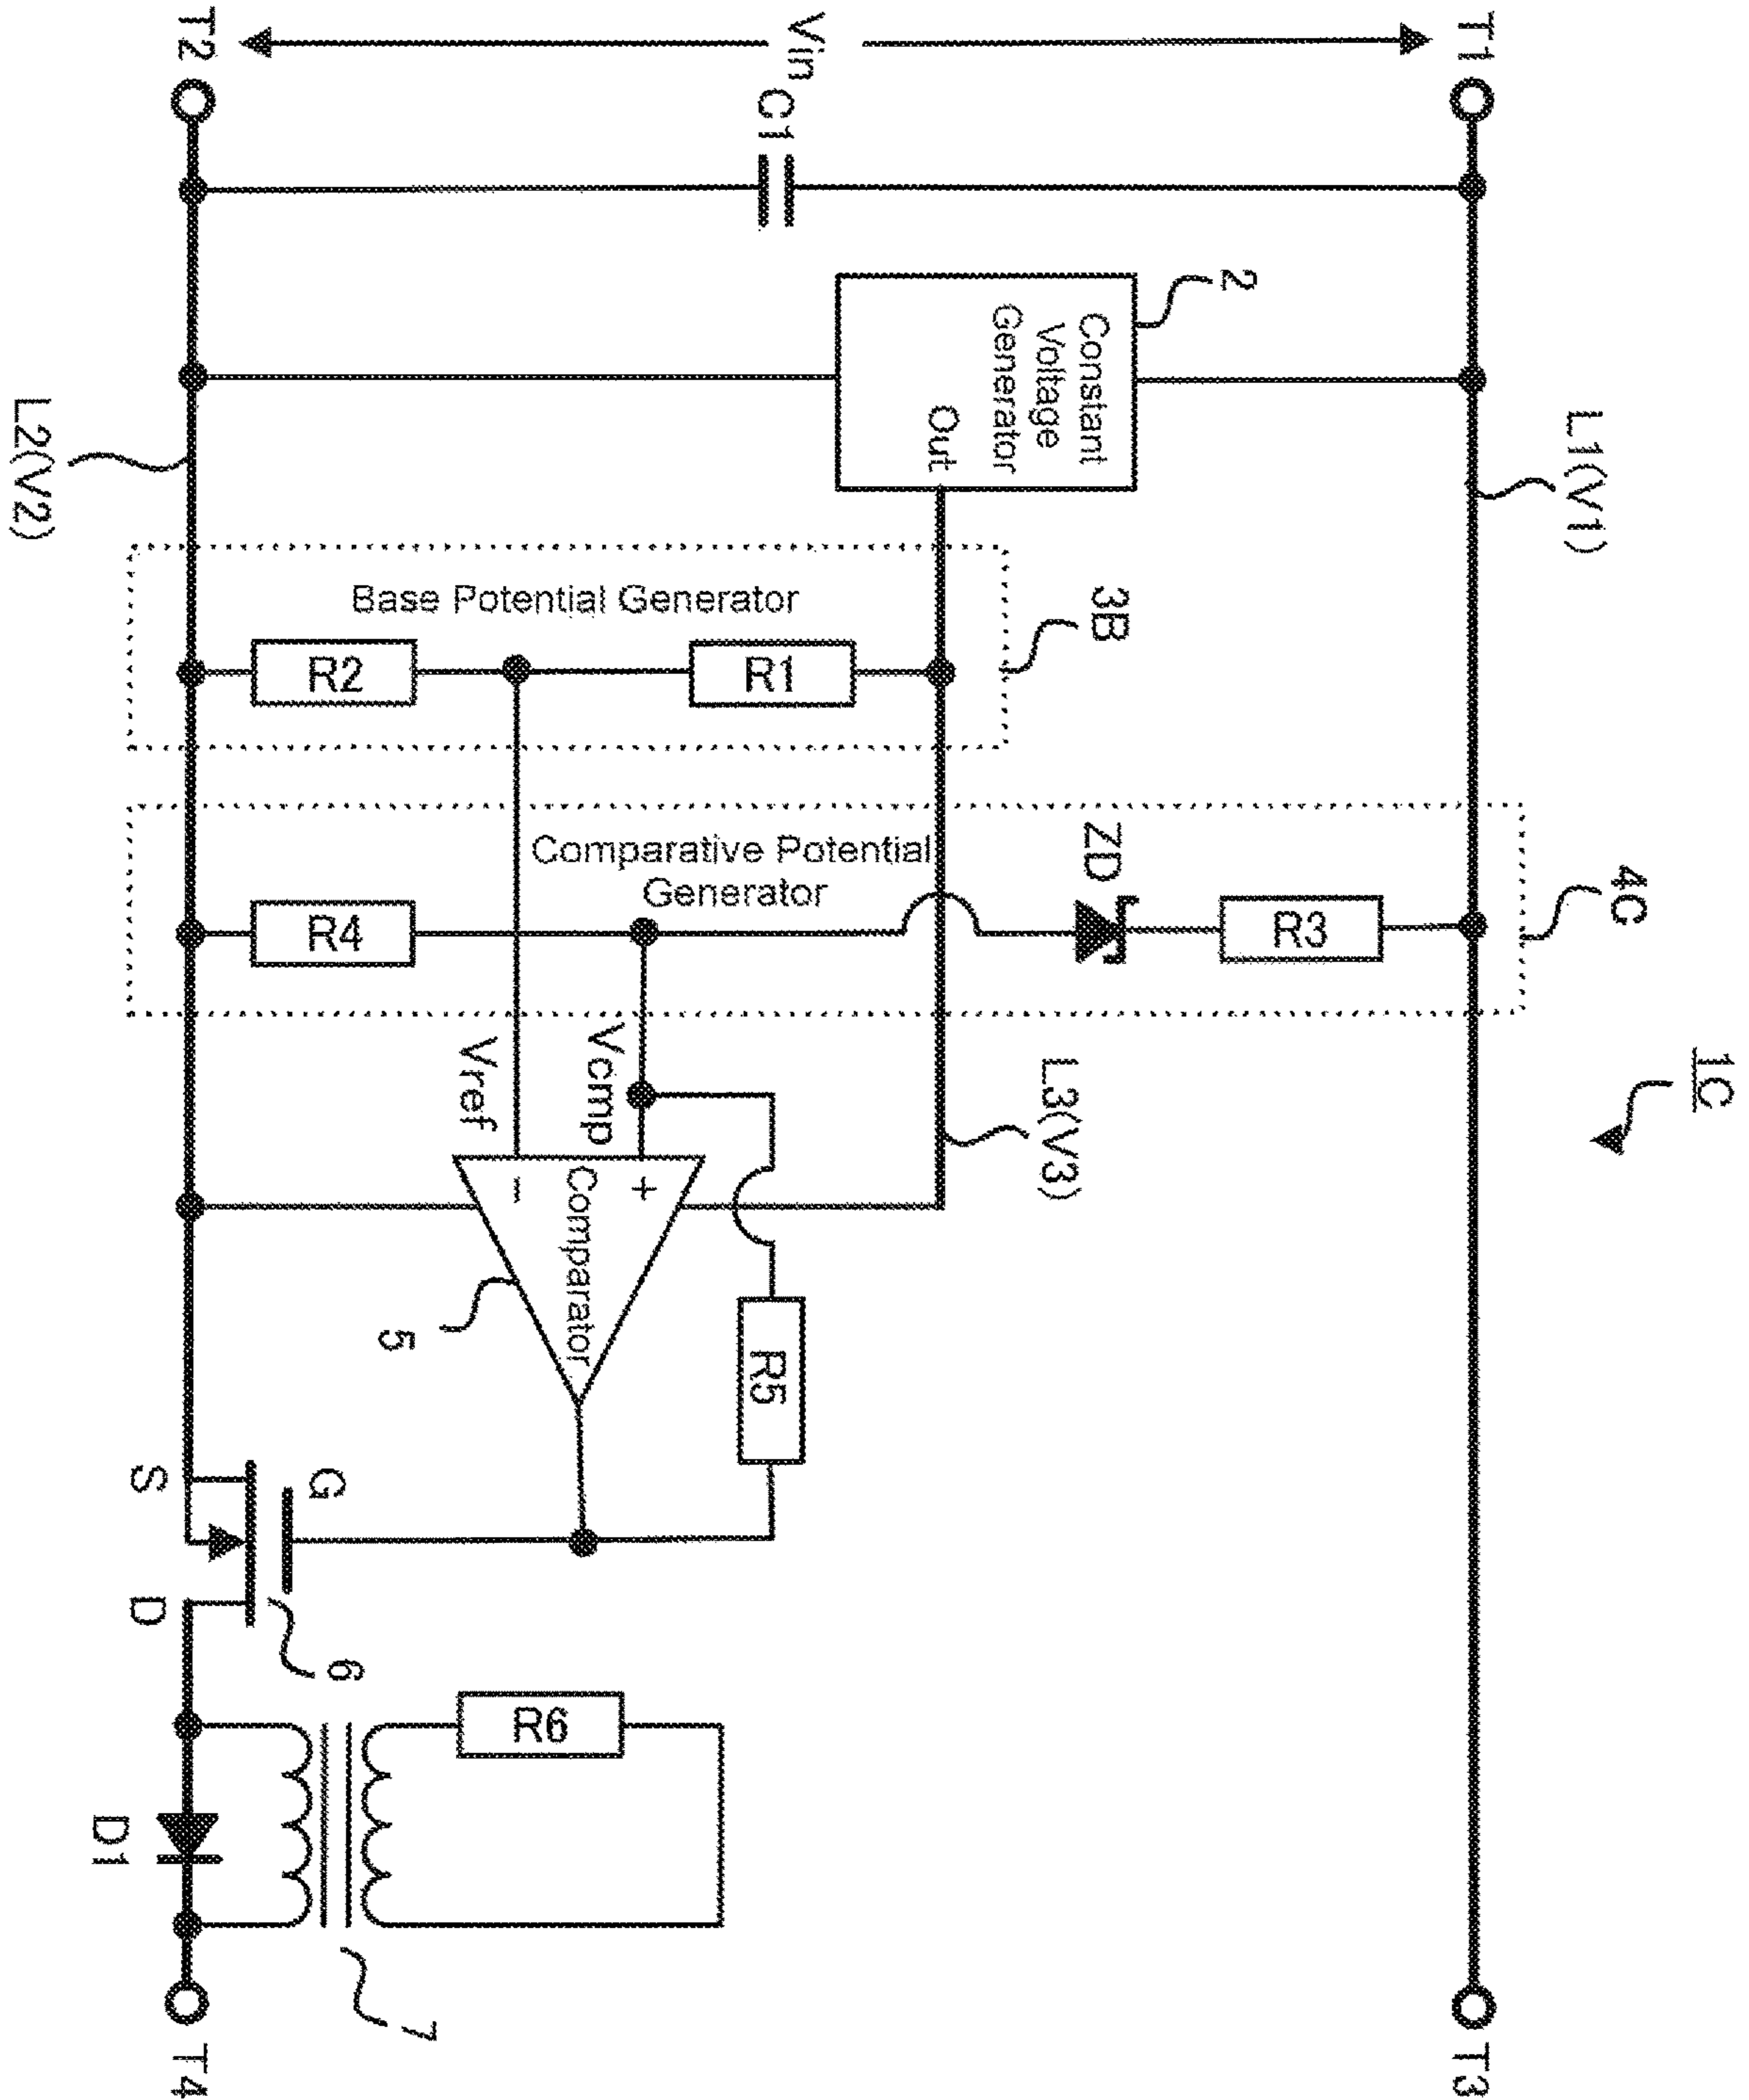 1C
T1
L1(V1)
4C
T3
R3
2
Constant
Voltage
Generator
Out
3B
ZD
L3(V3)
Vin
C1
Base Potential Generator
R1
R2
Comparative Potential
Generator
R4
Vcmp
Vref
+
-
Comparator
5
R5
R6
G
S
D
6
7
T2
L2(V2)
D1
T4